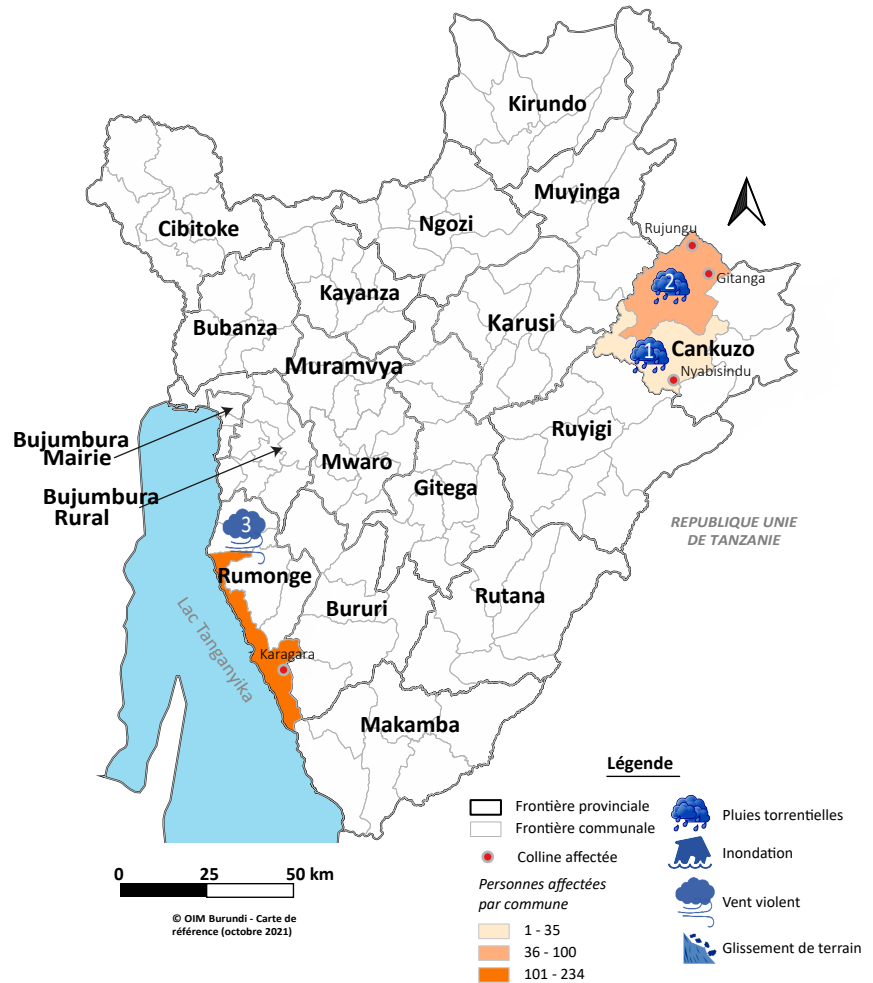 Kirundo
Muyinga
Ngozi
Cibitoke
Rujungu
2
Gitanga
Kayanza
Karusi
Bubanza
1
Cankuzo
Muramvya
Nyabisindu
Ruyigi
Bujumbura
Mairie
Mwaro
Gitega
Bujumbura
Rural
3
REPUBLIQUE UNIE
DE TANZANIE
Rumonge
Rutana
Bururi
Lac Tanganyika
Karagara
Makamba
Légende
Frontière provinciale
Frontière communale
Colline affectée
Personnes affectées
par commune
1 - 35
36 - 100
101 - 234
Pluies torrentielles
Inondation
Vent violent
Glissement de terrain
0 25 50 km
© OIM Burundi - Carte de
référence (octobre 2021)